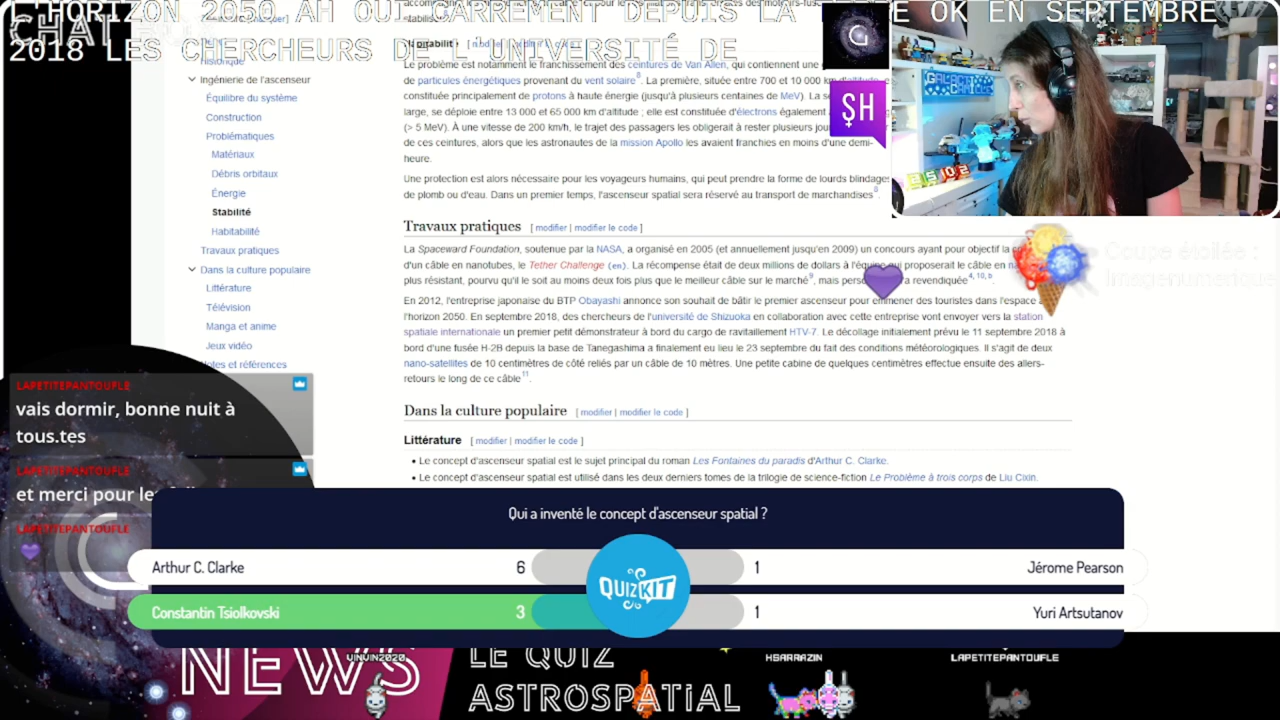 L'HORIZON 2050 AH OUI CARRÉMENT DEPUIS LA OK EN SEPTEMBRE
2018 LES CHERCHEURS DE L'UNIVERSITÉ DE
CHAT
Historique
Ingénierie de l'ascenseur
Équilibre du système
Construction
Problématiques
Matériaux
Débris orbitaux
Énergie
Stabilité
Habitabilité
Travaux pratiques
Dans la culture populaire
Littérature
Télévision
Manga et anime
Jeux vidéo
Notes et références
Le problème est notamment le franchissement des ceintures de Van Allen, qui contiennent une
de particules énergétiques provenant du vent solaire8. La première, située entre 700 et 10 000 km d'altitude
constituée principalement de protons à haute énergie (jusqu'à plusieurs centaines de MeV). La
large, se déploie entre 13 000 et 65 000 km d'altitude ; elle est constituée d'électrons également
(> 5 MeV). À une vitesse de 200 km/h, le trajet des passagers les obligerait à rester plusieurs
de ces ceintures, alors que les astronautes de la mission Apollo les avaient franchies en moins d'une demi-
heure.
Une protection est alors nécessaire pour les voyageurs humains, qui peut prendre la forme de lourds blindages
de plomb ou d'eau. Dans un premier temps, l'ascenseur spatial sera réservé au transport de marchandises
Travaux pratiques [ modifier | modifier le code ]
La Spaceward Foundation, soutenue par la NASA, a organisé en 2005 (et annuellement jusqu'en 2009) un concours ayant pour objectif la
d'un câble en nanotubes, le Tether Challenge (en). La récompense était de deux millions de dollars à l'équipe qui proposerait le câble en
plus résistant, pourvu qu'il le soit au moins deux fois plus que le meilleur câble sur le marché9, mais a revendiquée4, 10, b.
En 2012, l'entreprise japonaise du BTP Obayashi annonce son souhait de bâtir le premier ascenseur pour emmener des touristes dans l'espace
l'horizon 2050. En septembre 2018, des chercheurs de l'université de Shizuoka en collaboration avec cette entreprise vont envoyer vers la station
spatiale internationale un premier petit démonstrateur à bord du cargo de ravitaillement HTV-7. Le décollage initialement prévu le 11 septembre 2018 à
bord d'une fusée H-2B depuis la base de Tanegashima a finalement eu lieu le 23 septembre du fait des conditions météorologiques. Il s'agit de deux
nano-satellites de 10 centimètres de côté reliés par un câble de 10 mètres. Une petite cabine de quelques centimètres effectue ensuite des allers-
retours le long de ce câble11.
Dans la culture populaire [ modifier | modifier le code ]
Littérature [ modifier | modifier le code ]
• Le concept d'ascenseur spatial est le sujet principal du roman Les Fontaines du paradis d'Arthur C. Clarke.
• Le concept d'ascenseur spatial est utilisé dans les deux derniers tomes de la trilogie de science-fiction Le Problème à trois corps de Liu Cixin.
SH
Coupe étoilée :
LAPETITEPANTOUFLE
vais dormir, bonne nuit à
tous.tes
LAPETITEPANTOUFLE
et merci pour
LAPETITEPANTOUFLE
Qui a inventé le concept d'ascenseur spatial ?
Arthur C. Clarke 6
1 Jérome Pearson
Constantin Tsiolkovski 3
1 Yuri Artsutanov
QUIZKIT
NEWS
LE QUIZ
ASTROSPATIAL
VINVIN2020
HSARRAZIN
LAPETITEPANTOUFLE